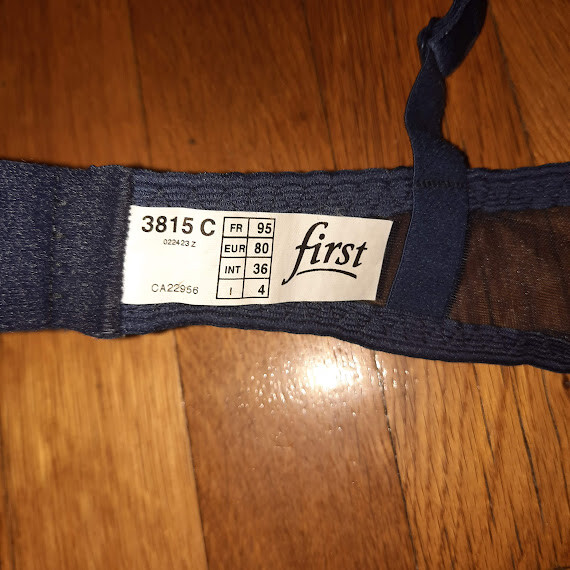 3815 C
022423 Z
CA22956
FR 95
EUR 80
INT 36
I 4
first